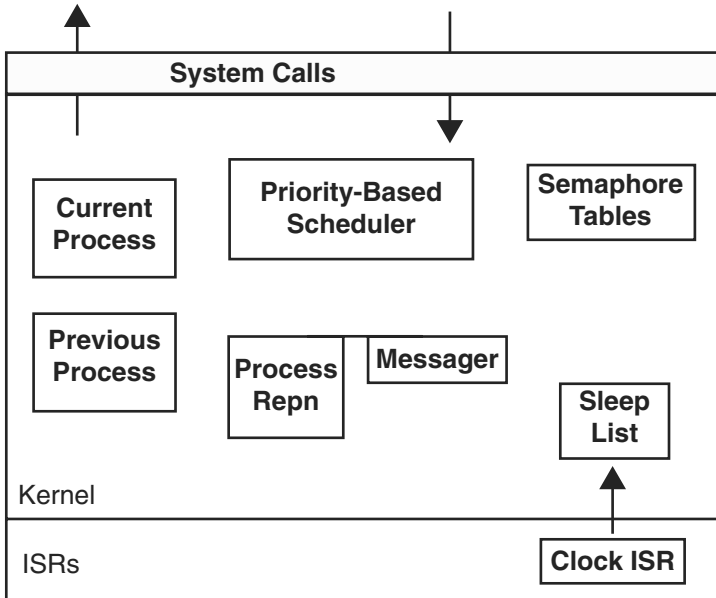 System Calls
Current
Process
Priority-Based
Scheduler
Semaphore
Tables
Previous
Process
Process
Repn
Messager
Sleep
List
Kernel
ISRs
Clock ISR